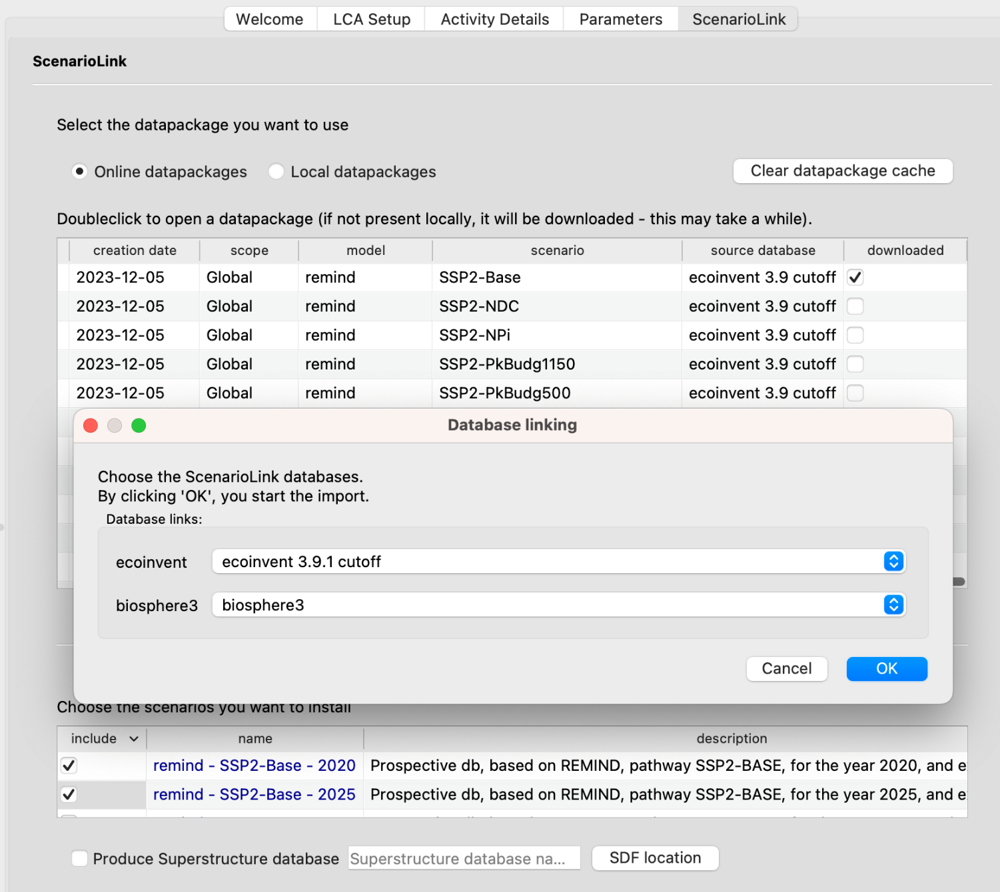 Welcome LCA Setup Activity Details Parameters ScenarioLink
ScenarioLink
Select the datapackage you want to use
Online datapackages Local datapackages Clear datapackage cache
Doubleclick to open a datapackage (if not present locally, it will be downloaded - this may take a while).
creation date scope model scenario source database downloaded
2023-12-05 Global remind SSP2-Base ecoinvent 3.9 cutoff
2023-12-05 Global remind SSP2-NDC ecoinvent 3.9 cutoff
2023-12-05 Global remind SSP2-NPi ecoinvent 3.9 cutoff
2023-12-05 Global remind SSP2-PkBudg1150 ecoinvent 3.9 cutoff
2023-12-05 Global remind SSP2-PkBudg500 ecoinvent 3.9 cutoff
Database linking
Choose the ScenarioLink databases.
By clicking 'OK', you start the import.
Database links:
ecoinvent ecoinvent 3.9.1 cutoff
biosphere3 biosphere3
Cancel OK
Choose the scenarios you want to install
include name description
remind - SSP2-Base - 2020 Prospective db, based on REMIND, pathway SSP2-BASE, for the year 2020, and e
remind - SSP2-Base - 2025 Prospective db, based on REMIND, pathway SSP2-BASE, for the year 2025, and e
Produce Superstructure database Superstructure database na... SDF location